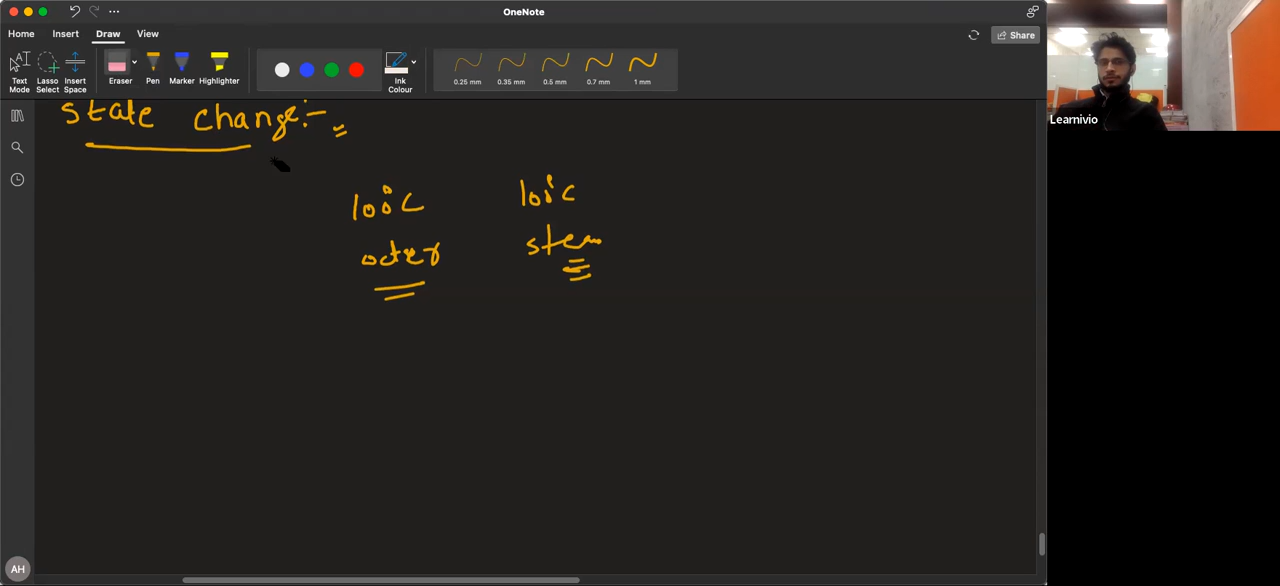 OneNote
Home Insert Draw View
Share
Text Mode
Lasso Select
Insert Space
Eraser
Pen
Marker
Highlighter
Ink Colour
0.25 mm 0.35 mm 0.5 mm 0.7 mm 1 mm
Learnivio
state change:-
100°C 100°C
AH